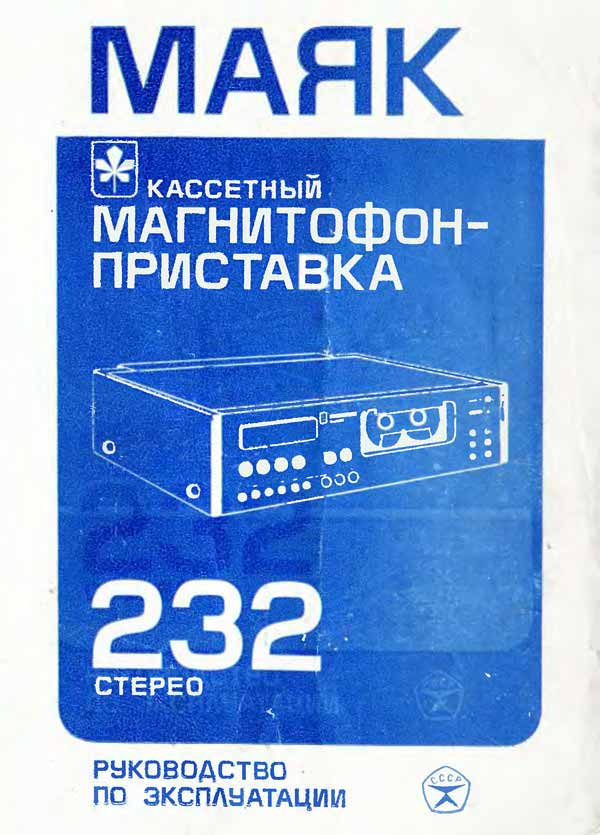 МАЯК
КАССЕТНЫЙ
МАГНИТОФОН-
ПРИСТАВКА
232
СТЕРЕО
РУКОВОДСТВО
ПО ЭКСПЛУАТАЦИИ
СССР